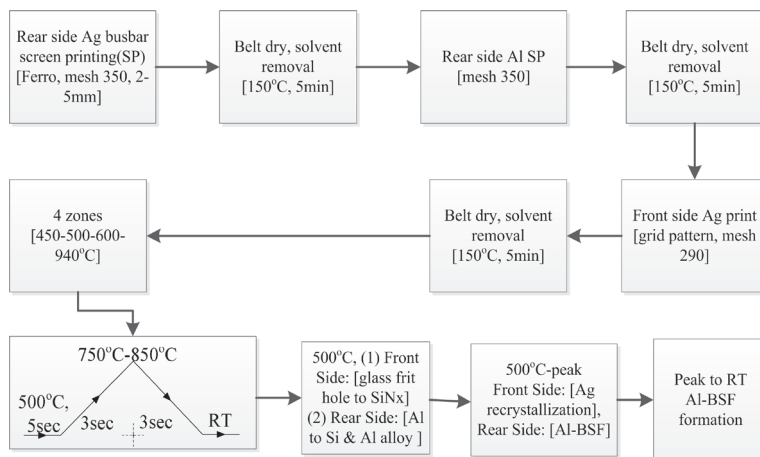 Rear side Ag busbar
screen printing(SP)
[Ferro, mesh 350, 2-
5mm]
Belt dry, solvent
removal
[150°C, 5min]
Rear side Al SP
[mesh 350]
Belt dry, solvent
removal
[150°C, 5min]
Front side Ag print
[grid pattern, mesh
290]
Belt dry, solvent
removal
[150°C, 5min]
4 zones
[450-500-600-
940°C]
750°C-850°C
500°C,
5sec
3sec
3sec
RT
500°C, (1) Front
Side: [glass frit
hole to SiNx]
(2) Rear Side: [Al
to Si & Al alloy ]
500°C-peak
Front Side: [Ag
recrystallization],
Rear Side: [Al-BSF]
Peak to RT
Al-BSF
formation